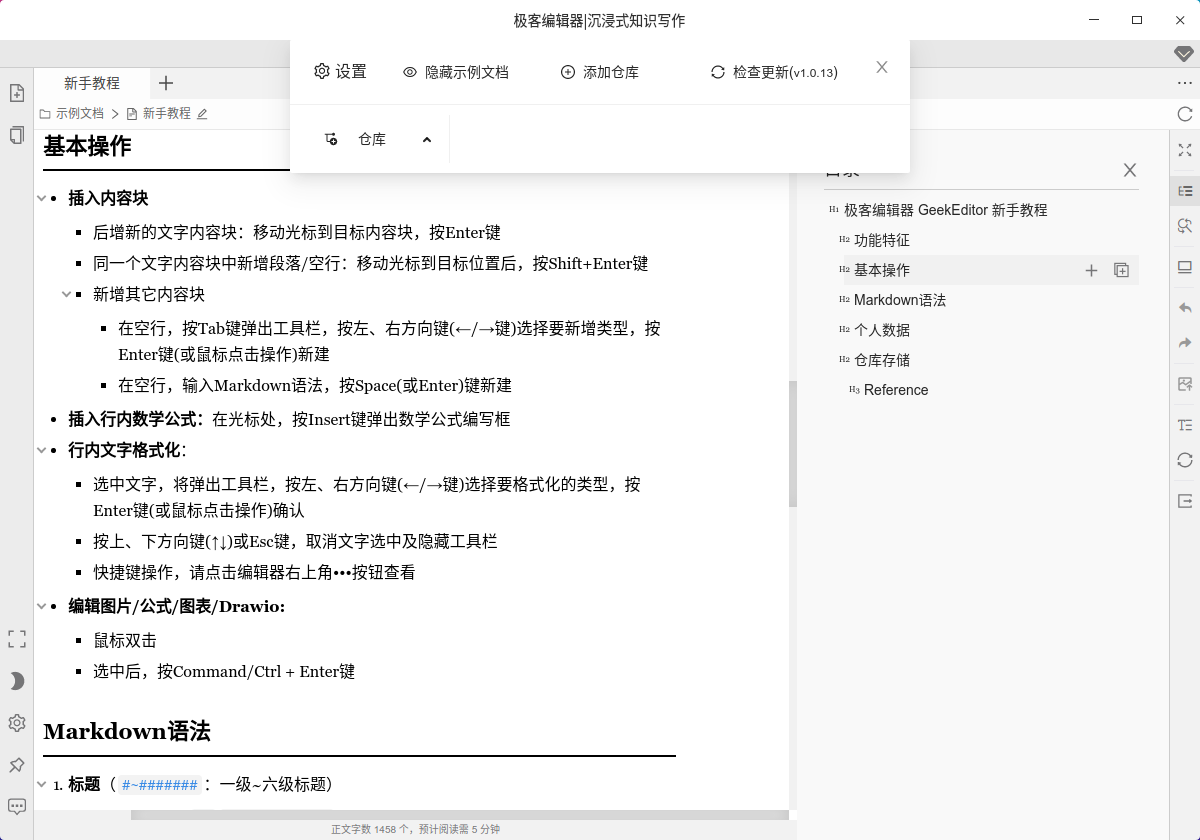 极客编辑器|沉浸式知识写作
设置 隐藏示例文档 添加仓库 检查更新(v1.0.13)
仓库
新手教程
示例文档 新手教程
基本操作
插入内容块
后增新的文字内容块：移动光标到目标内容块，按Enter键
同一个文字内容块中新增段落/空行：移动光标到目标位置后，按Shift+Enter键
新增其它内容块
在空行，按Tab键弹出工具栏，按左、右方向键(←/→键)选择要新增类型，按
Enter键(或鼠标点击操作)新建
在空行，输入Markdown语法，按Space(或Enter)键新建
插入行内数学公式：在光标处，按Insert键弹出数学公式编写框
行内文字格式化：
选中文字，将弹出工具栏，按左、右方向键(←/→键)选择要格式化的类型，按
Enter键(或鼠标点击操作)确认
按上、下方向键(↑↓)或Esc键，取消文字选中及隐藏工具栏
快捷键操作，请点击编辑器右上角•••按钮查看
编辑图片/公式/图表/Drawio:
鼠标双击
选中后，按Command/Ctrl + Enter键
Markdown语法
1. 标题（ #~####### ：一级~六级标题）
正文字数 1458 个，预计阅读需 5 分钟
目录
H1 极客编辑器 GeekEditor 新手教程
H2 功能特征
H2 基本操作
H2 Markdown语法
H2 个人数据
H2 仓库存储
H3 Reference